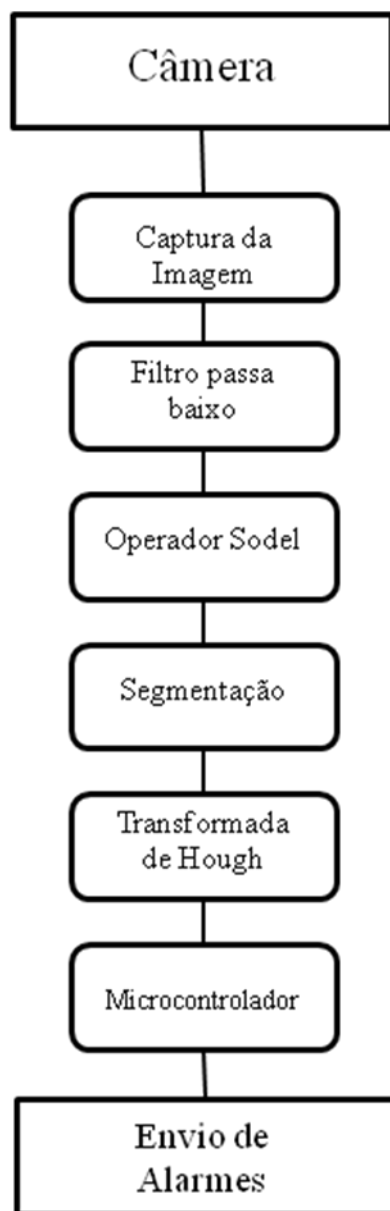 Câmera
Captura da
Imagem
Filtro passa
baixo
Operador Sodel
Segmentação
Transformada
de Hough
Microcontrolador
Envio de
Alarmes